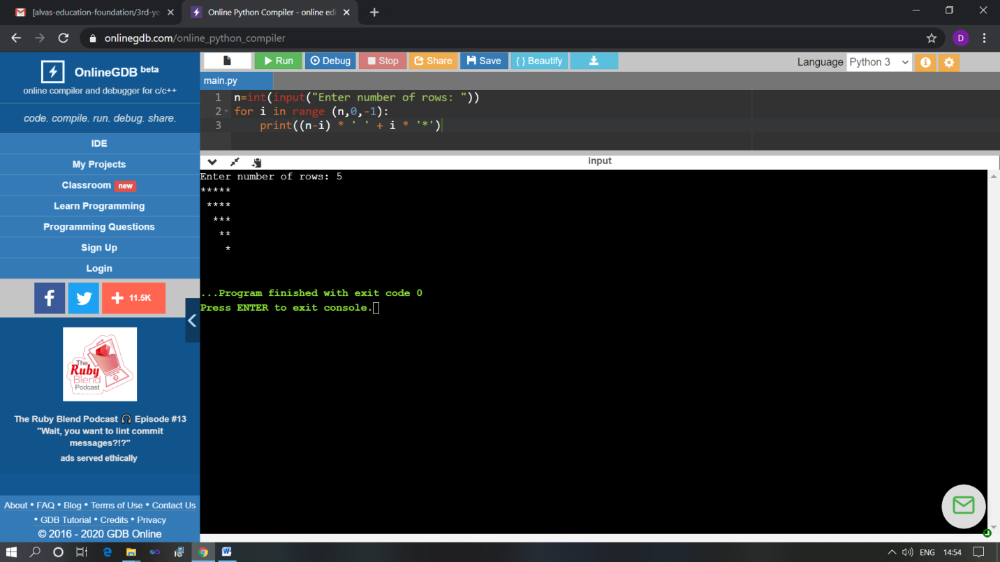 [alvas-education-foundation/3rd-ye
Online Python Compiler - online edi
onlinegdb.com/online_python_compiler
D
OnlineGDB beta
online compiler and debugger for c/c++
code. compile. run. debug. share.
IDE
My Projects
Classroom new
Learn Programming
Programming Questions
Sign Up
Login
11.5K
The
Ruby
Blend
Podcast
The Ruby Blend Podcast 🎧 Episode #13
"Wait, you want to lint commit
messages?!?"
ads served ethically
About • FAQ • Blog • Terms of Use • Contact Us
• GDB Tutorial • Credits • Privacy
© 2016 - 2020 GDB Online
Run Debug Stop Share Save { } Beautify
Language Python 3
main.py
1 n=int(input("Enter number of rows: "))
2 for i in range (n,0,-1):
3     print((n-i) * ' ' + i * '*')
input
Enter number of rows: 5
*****
 ****
  ***
   **
    *
...Program finished with exit code 0
Press ENTER to exit console.
ENG 14:54